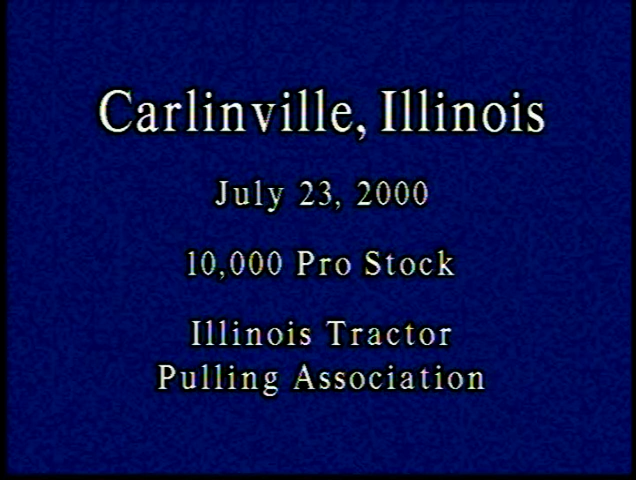 Carlinville, Illinois
July 23, 2000
10,000 Pro Stock
Illinois Tractor
Pulling Association